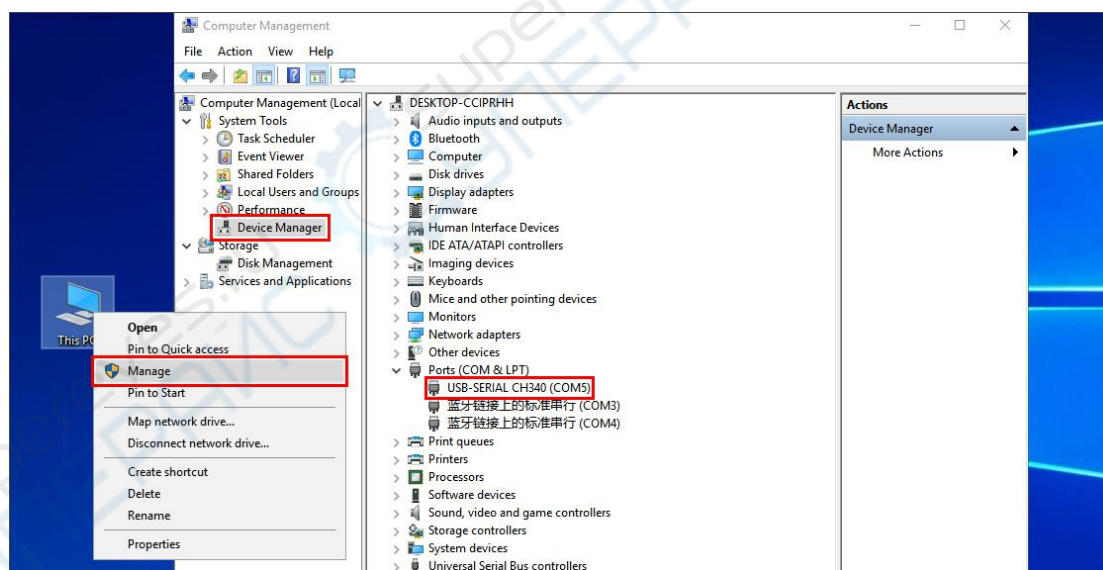 Computer Management
File Action View Help
Computer Management (Local
System Tools
Task Scheduler
Event Viewer
Shared Folders
Local Users and Groups
Performance
Device Manager
Storage
Disk Management
Services and Applications
DESKTOP-CCIPRHH
Audio inputs and outputs
Bluetooth
Computer
Disk drives
Display adapters
Firmware
Human Interface Devices
IDE ATA/ATAPI controllers
Imaging devices
Keyboards
Mice and other pointing devices
Monitors
Network adapters
Other devices
Ports (COM & LPT)
USB-SERIAL CH340 (COM5)
蓝牙链接上的标准串行 (COM3)
蓝牙链接上的标准串行 (COM4)
Print queues
Printers
Processors
Software devices
Sound, video and game controllers
Storage controllers
System devices
Universal Serial Bus controllers
Actions
Device Manager
More Actions
This PC
Open
Pin to Quick access
Manage
Pin to Start
Map network drive...
Disconnect network drive...
Create shortcut
Delete
Rename
Properties